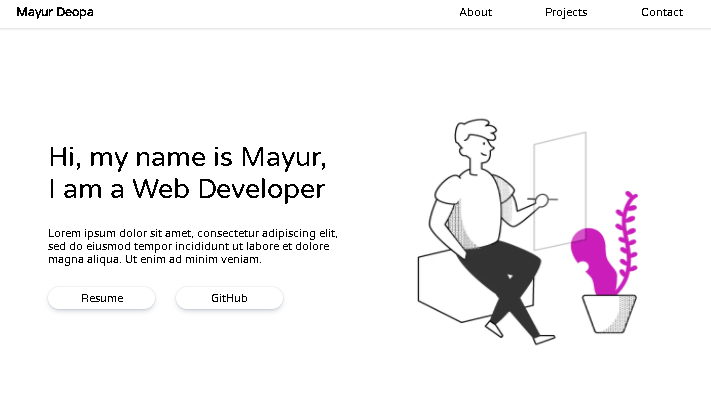 Mayur Deopa
About
Projects
Contact
Hi, my name is Mayur,
I am a Web Developer
Lorem ipsum dolor sit amet, consectetur adipiscing elit,
sed do eiusmod tempor incididunt ut labore et dolore
magna aliqua. Ut enim ad minim veniam.
Resume
GitHub